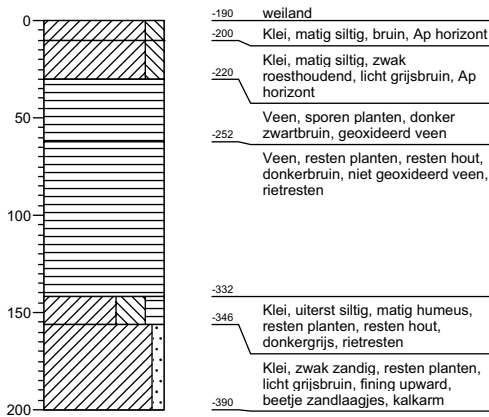 0
50
100
150
200
-190 weiland
-200 Klei, matig siltig, bruin, Ap horizont
Klei, matig siltig, zwak
-220 roesthoudend, licht grijsbruin, Ap
horizont
Veen, sporen planten, donker
-252 zwartbruin, geoxideerd veen
Veen, resten planten, resten hout,
donkerbruin, niet geoxideerd veen,
rietresten
-332
Klei, uiterst siltig, matig humeus,
-346 resten planten, resten hout,
donkergrijs, rietresten
Klei, zwak zandig, resten planten,
licht grijsbruin, fining upward,
-390 beetje zandlaagjes, kalkarm